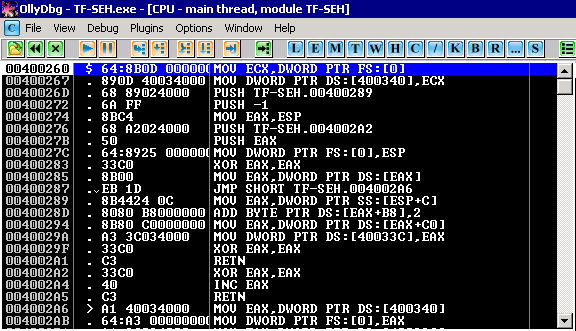 OllyDbg - TF-SEH.exe - [CPU - main thread, module TF-SEH]
C File View Debug Plugins Options Window Help
L E M T W H C / K B R ... S
00400260 $ 64:8B0D 0000000 MOV ECX,DWORD PTR FS:[0]
00400267 . 890D 40034000 MOV DWORD PTR DS:[400340],ECX
0040026D . 68 89024000 PUSH TF-SEH.00400289
00400272 . 6A FF PUSH -1
00400274 . 8BC4 MOV EAX,ESP
00400276 . 68 A2024000 PUSH TF-SEH.004002A2
0040027B . 50 PUSH EAX
0040027C . 64:8925 0000000 MOV DWORD PTR FS:[0],ESP
00400283 . 33C0 XOR EAX,EAX
00400285 . 8B00 MOV EAX,DWORD PTR DS:[EAX]
00400287 .⌄EB 1D JMP SHORT TF-SEH.004002A6
00400289 . 8B4424 0C MOV EAX,DWORD PTR SS:[ESP+C]
0040028D . 8080 B8000000 ADD BYTE PTR DS:[EAX+B8],2
00400294 . 8B80 C0000000 MOV EAX,DWORD PTR DS:[EAX+C0]
0040029A . A3 3C034000 MOV DWORD PTR DS:[40033C],EAX
0040029F . 33C0 XOR EAX,EAX
004002A1 . C3 RETN
004002A2 . 33C0 XOR EAX,EAX
004002A4 . 40 INC EAX
004002A5 . C3 RETN
004002A6 > A1 40034000 MOV EAX,DWORD PTR DS:[400340]
004002AB . 64:A3 00000000 MOV DWORD PTR FS:[0],EAX